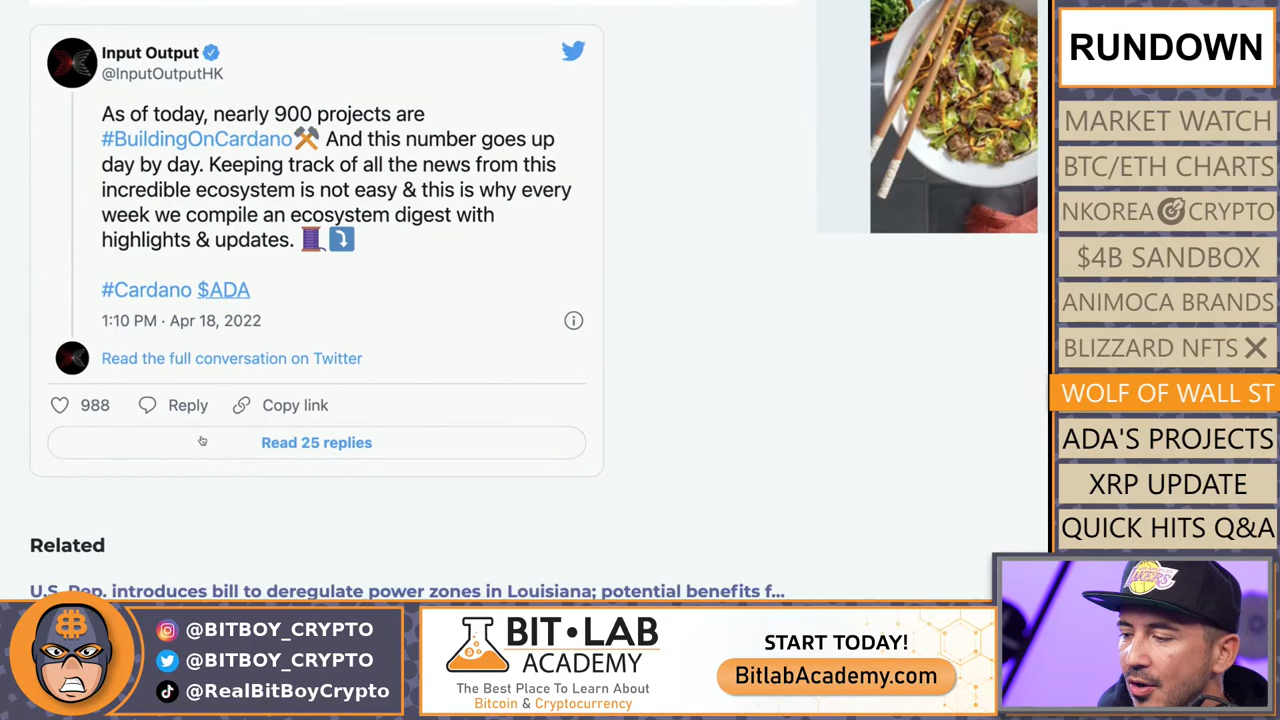 Input Output
@InputOutputHK
As of today, nearly 900 projects are
#BuildingOnCardano⚒️ And this number goes up
day by day. Keeping track of all the news from this
incredible ecosystem is not easy & this is why every
week we compile an ecosystem digest with
highlights & updates. 🧵⤵️
#Cardano $ADA
1:10 PM · Apr 18, 2022
Read the full conversation on Twitter
988 Reply Copy link
Read 25 replies
Related
U.S. Rep. introduces bill to deregulate power zones in Louisiana; potential benefits f...
RUNDOWN
MARKET WATCH
BTC/ETH CHARTS
NKOREA CRYPTO
$4B SANDBOX
ANIMOCA BRANDS
BLIZZARD NFTS
WOLF OF WALL ST
ADA'S PROJECTS
XRP UPDATE
QUICK HITS Q&A
LAKERS
@BITBOY_CRYPTO
@BITBOY_CRYPTO
@RealBitBoyCrypto
BIT•LAB
ACADEMY
The Best Place To Learn About
Bitcoin & Cryptocurrency
START TODAY!
BitlabAcademy.com